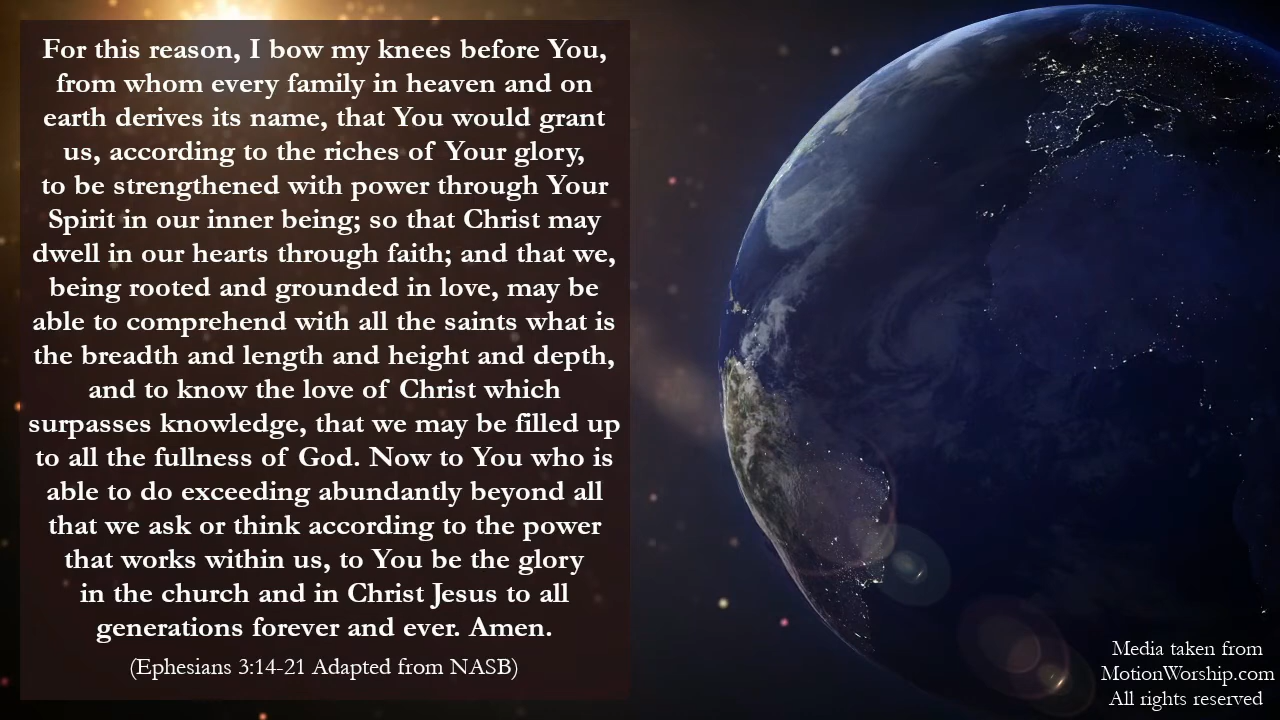 For this reason, I bow my knees before You,
from whom every family in heaven and on
earth derives its name, that You would grant
us, according to the riches of Your glory,
to be strengthened with power through Your
Spirit in our inner being; so that Christ may
dwell in our hearts through faith; and that we,
being rooted and grounded in love, may be
able to comprehend with all the saints what is
the breadth and length and height and depth,
and to know the love of Christ which
surpasses knowledge, that we may be filled up
to all the fullness of God. Now to You who is
able to do exceeding abundantly beyond all
that we ask or think according to the power
that works within us, to You be the glory
in the church and in Christ Jesus to all
generations forever and ever. Amen.
(Ephesians 3:14-21 Adapted from NASB)
Media taken from
MotionWorship.com
All rights reserved